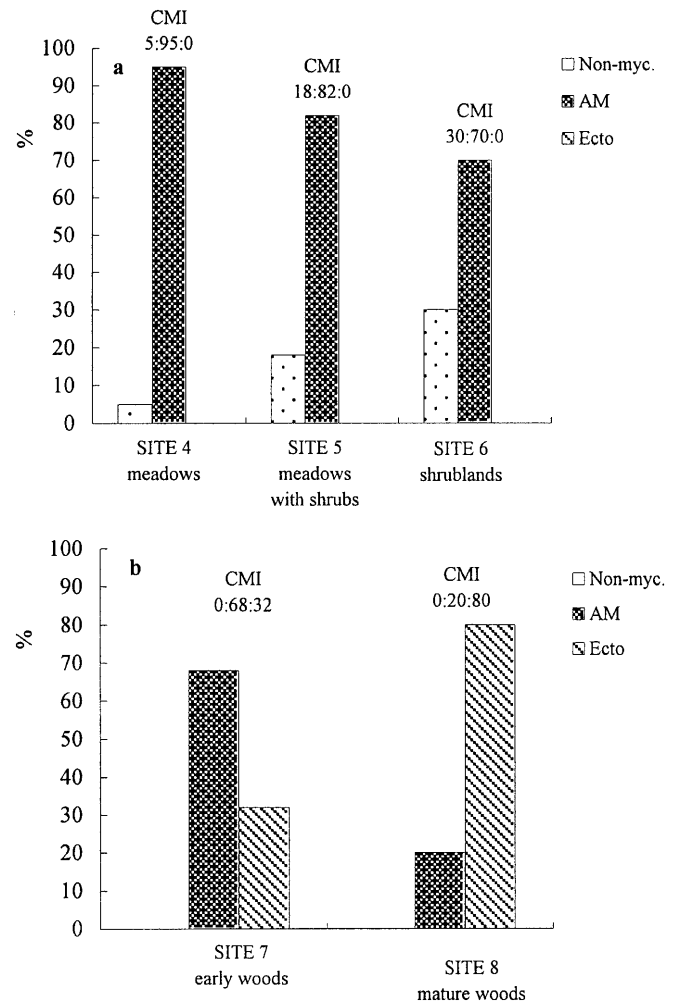 CMI
5:95:0
a
CMI
18:82:0
CMI
30:70:0
Non-myc.
AM
Ecto
%
100
90
80
70
60
50
40
30
20
10
0
SITE 4
meadows
SITE 5
meadows
with shrubs
SITE 6
shrublands
b
CMI
0:68:32
CMI
0:20:80
Non-myc.
AM
Ecto
%
100
90
80
70
60
50
40
30
20
10
0
SITE 7
early woods
SITE 8
mature woods